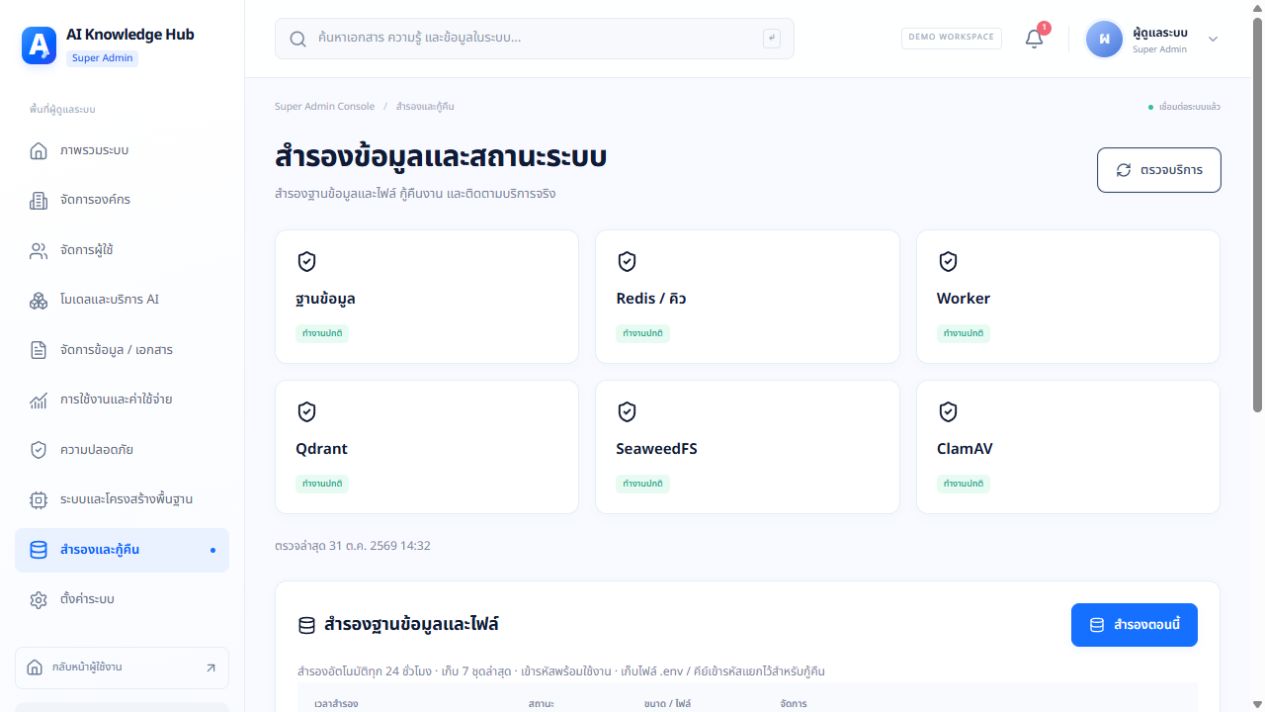 AI Knowledge Hub
Super Admin
พื้นที่ผู้ดูแลระบบ
ภาพรวมระบบ
จัดการองค์กร
จัดการผู้ใช้
โมเดลและบริการ AI
จัดการข้อมูล / เอกสาร
การใช้งานและค่าใช้จ่าย
ความปลอดภัย
ระบบและโครงสร้างพื้นฐาน
สำรองและกู้คืน
ตั้งค่าระบบ
กลับหน้าผู้ใช้งาน
ค้นหาเอกสาร ความรู้ และข้อมูลในระบบ...
DEMO WORKSPACE
1
W
ผู้ดูแลระบบ
Super Admin
Super Admin Console / สำรองและกู้คืน
เชื่อมต่อระบบแล้ว
สำรองข้อมูลและสถานะระบบ
สำรองฐานข้อมูลและไฟล์ กู้คืนงาน และติดตามบริการจริง
ตรวจบริการ
ฐานข้อมูล
ทำงานปกติ
Redis / คิว
ทำงานปกติ
Worker
ทำงานปกติ
Qdrant
ทำงานปกติ
SeaweedFS
ทำงานปกติ
ClamAV
ทำงานปกติ
ตรวจล่าสุด 31 ต.ค. 2569 14:32
สำรองฐานข้อมูลและไฟล์
สำรองตอนนี้
สำรองอัตโนมัติทุก 24 ชั่วโมง · เก็บ 7 ชุดล่าสุด · เข้ารหัสพร้อมใช้งาน · เก็บไฟล์ .env / คีย์เข้ารหัสแยกไว้สำหรับกู้คืน
เวลาสำรอง สถานะ ขนาด / ไฟล์ จัดการ